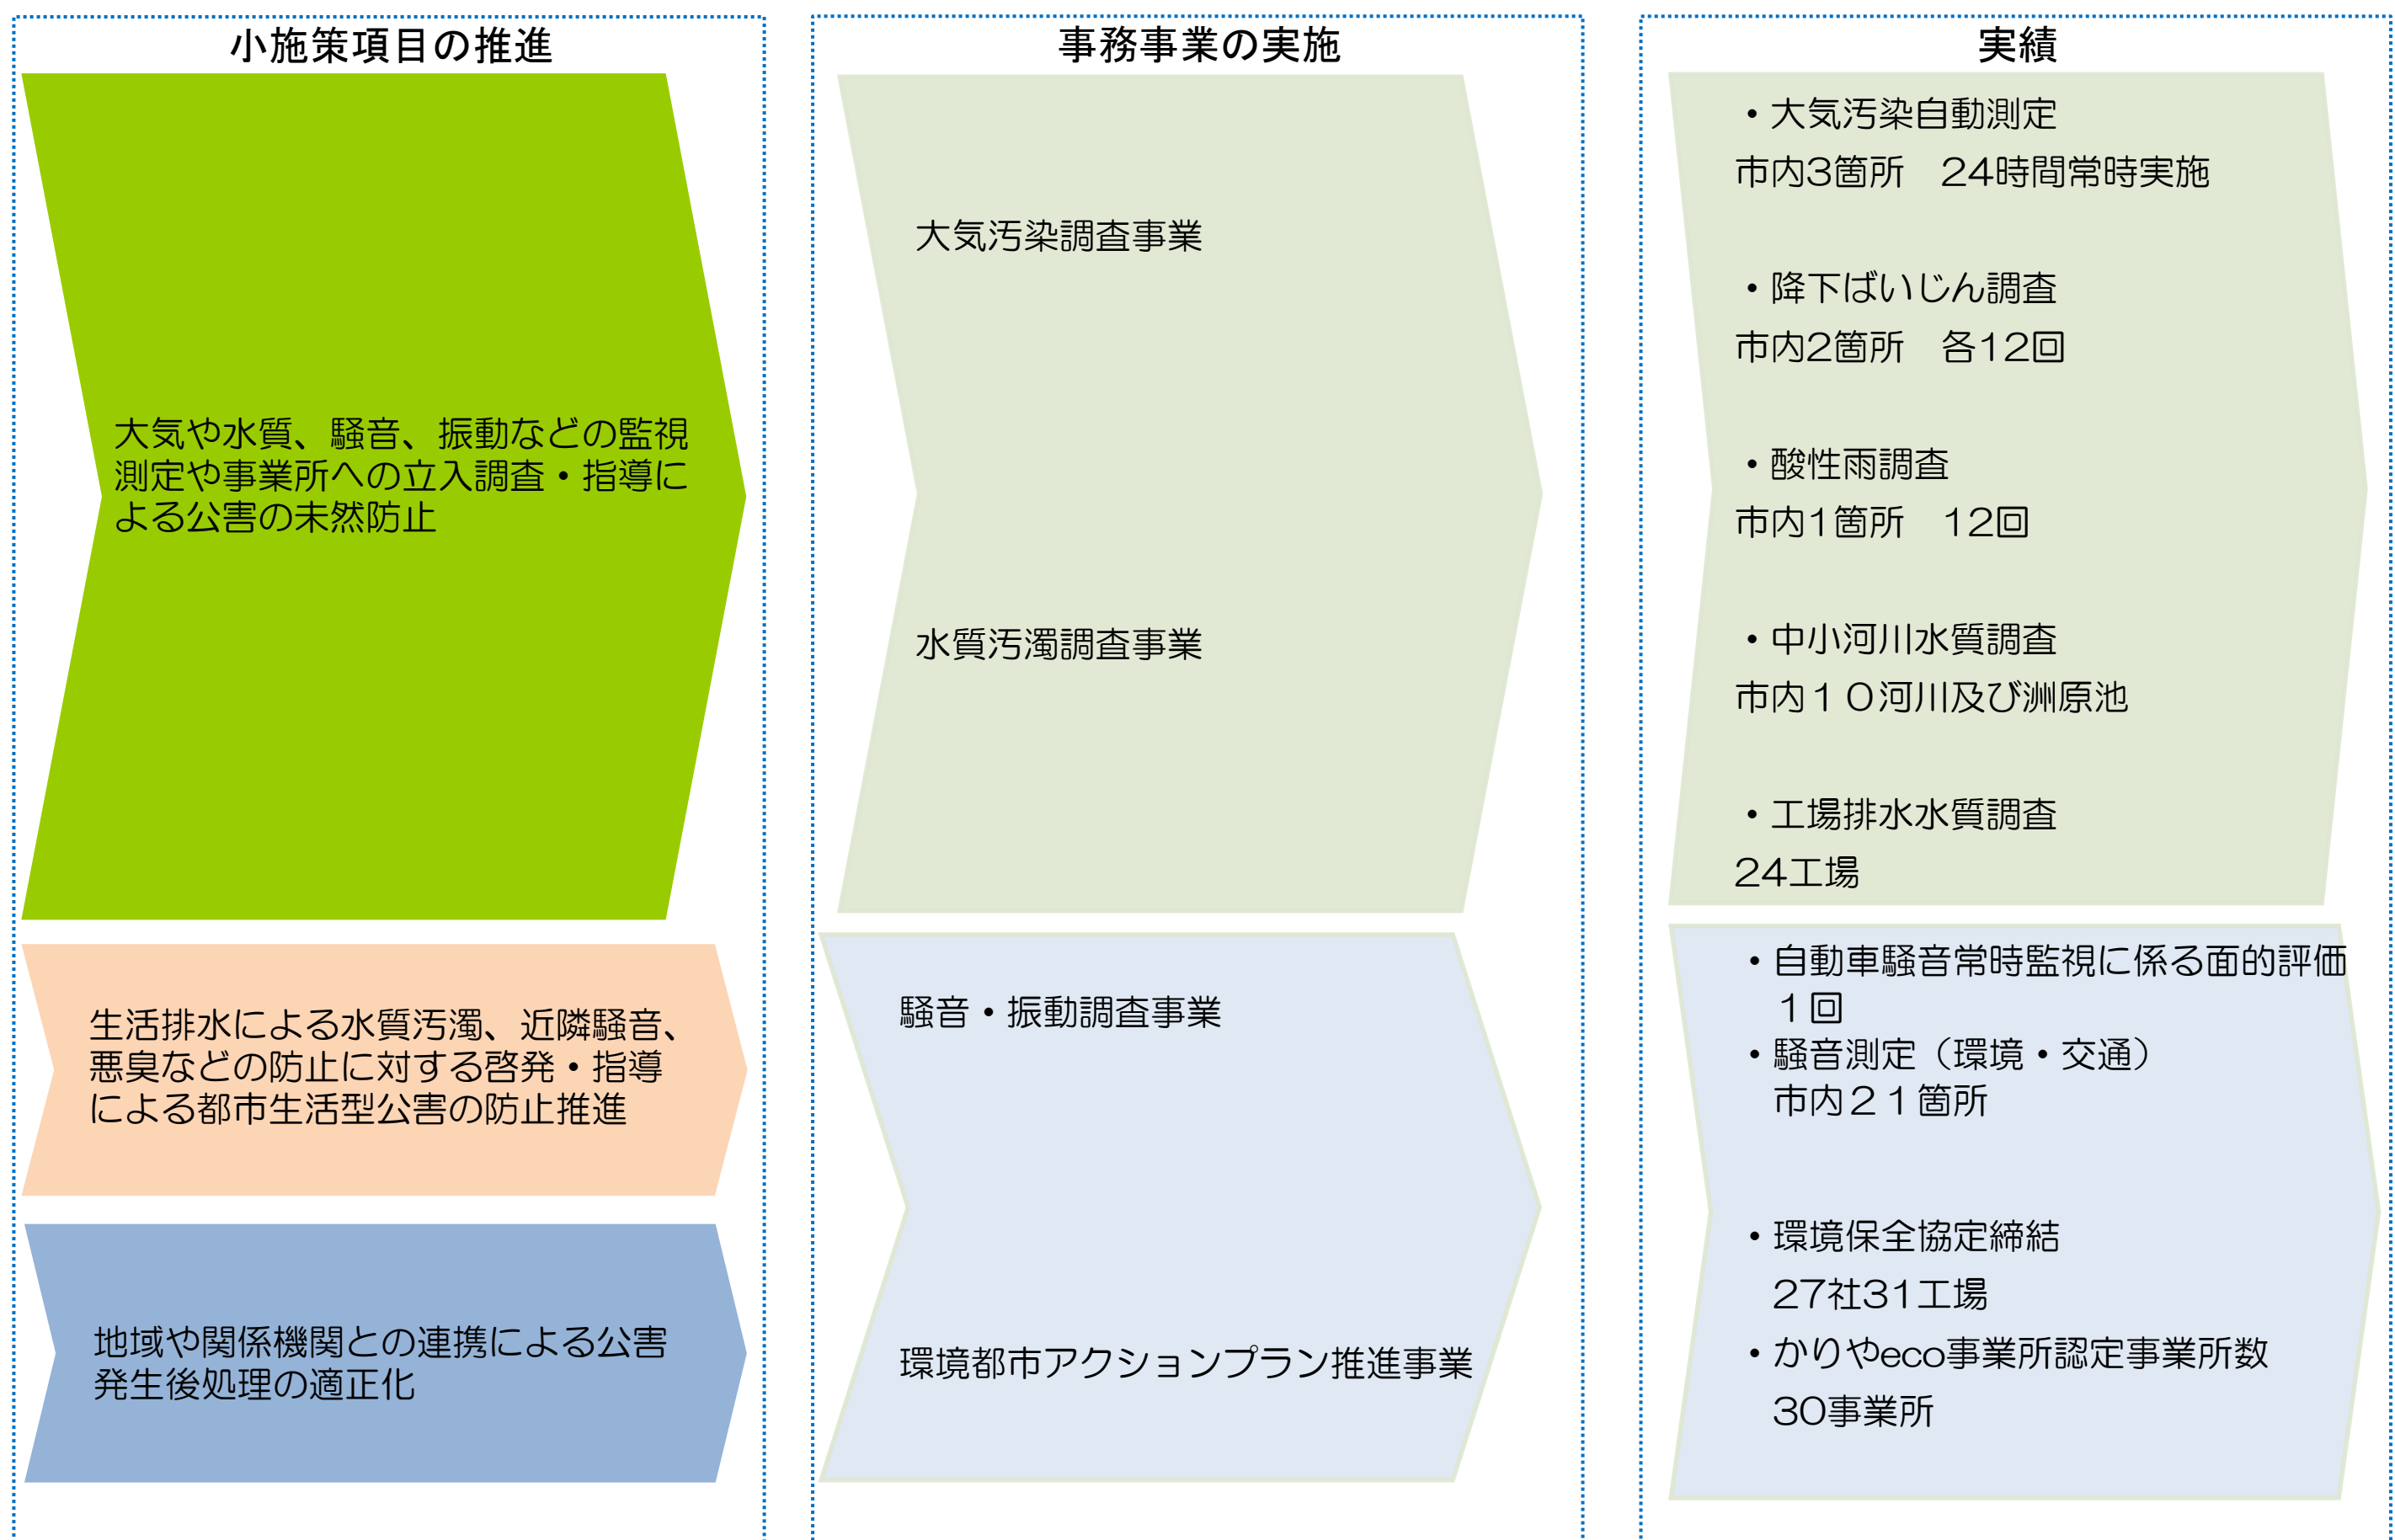 小施策項目の推進
大気や水質、騒音、振動などの監視
測定や事業所への立入調査・指導に
よる公害の未然防止
生活排水による水質汚濁、近隣騒音、
悪臭などの防止に対する啓発・指導
による都市生活型公害の防止推進
地域や関係機関との連携による公害
発生後処理の適正化
事務事業の実施
大気汚染調査事業
水質汚濁調査事業
騒音・振動調査事業
環境都市アクションプラン推進事業
実績
・大気汚染自動測定
市内3箇所　24時間常時実施
・降下ばいじん調査
市内2箇所　各12回
・酸性雨調査
市内1箇所　12回
・中小河川水質調査
市内１０河川及び洲原池
・工場排水水質調査
24工場
・自動車騒音常時監視に係る面的評価
１回
・騒音測定（環境・交通）
市内２１箇所
・環境保全協定締結
27社31工場
・かりやeco事業所認定事業所数
30事業所